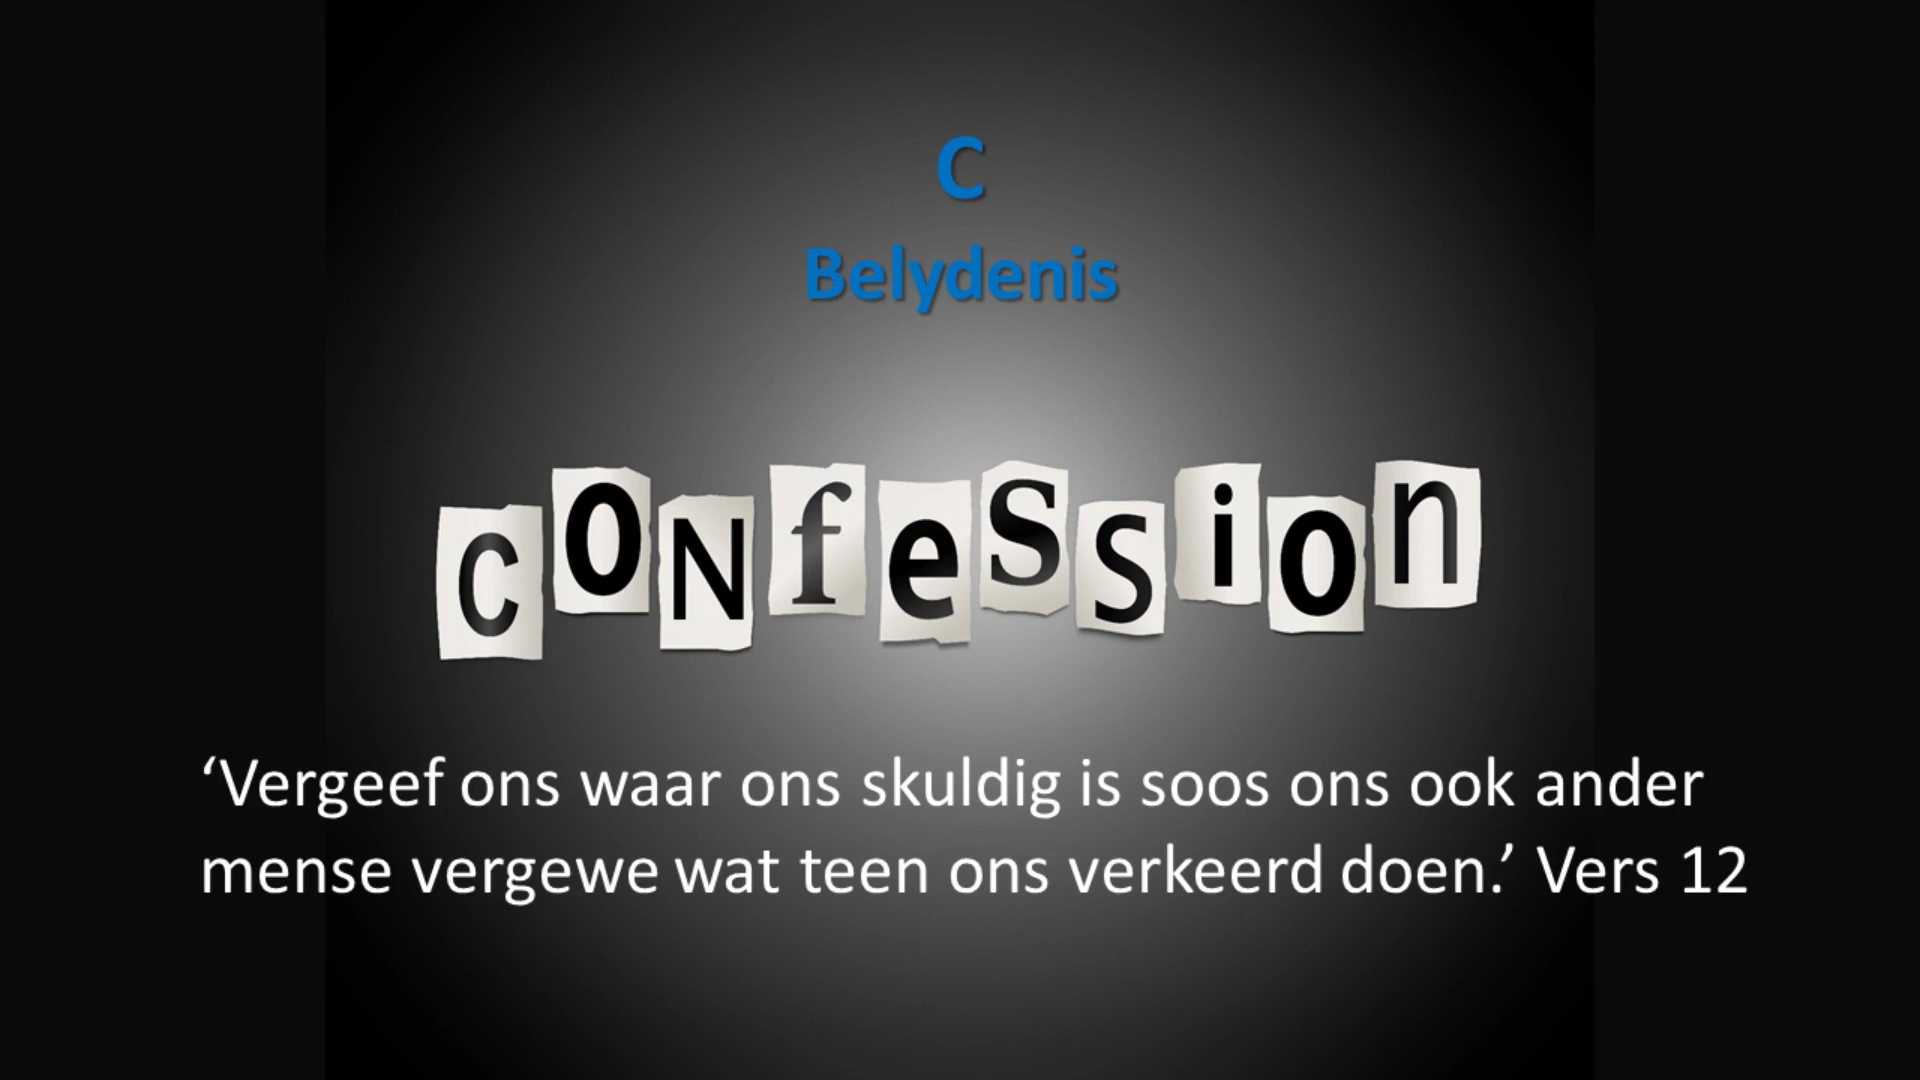 C
Belydenis
coNfession
‘Vergeef ons waar ons skuldig is soos ons ook ander
mense vergewe wat teen ons verkeerd doen.’ Vers 12